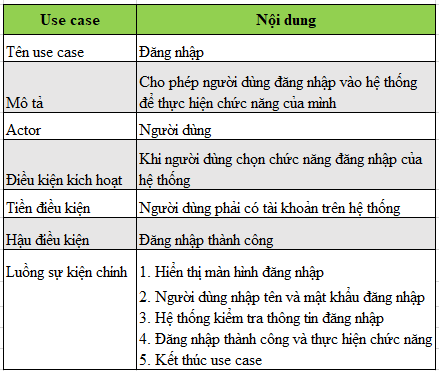 Use case
Nội dung
Tên use case
Đăng nhập
Mô tả
Cho phép người dùng đăng nhập vào hệ thống
để thực hiện chức năng của mình
Actor
Người dùng
Điều kiện kích hoạt
Khi người dùng chọn chức năng đăng nhập của
hệ thống
Tiền điều kiện
Người dùng phải có tài khoản trên hệ thống
Hậu điều kiện
Đăng nhập thành công
Luồng sự kiện chính
1. Hiển thị màn hình đăng nhập
2. Người dùng nhập tên và mật khẩu đăng nhập
3. Hệ thống kiểm tra thông tin đăng nhập
4. Đăng nhập thành công và thực hiện chức năng
5. Kết thúc use case